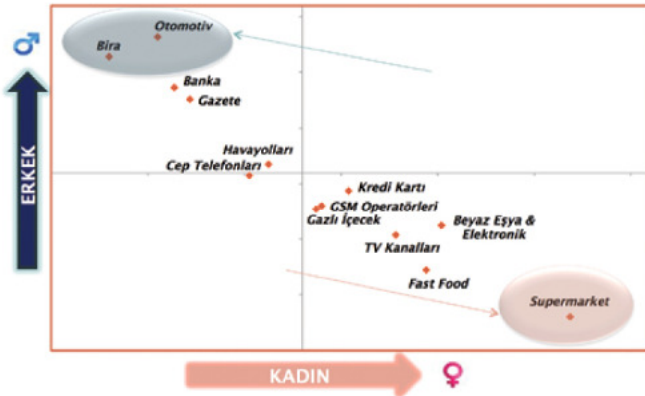 Otomotiv
Bira
Banka
Gazete
Havayolları
Cep Telefonları
Kredi Kartı
GSM Operatörleri
Gazlı İçecek
Beyaz Eşya &
Elektronik
TV Kanalları
Fast Food
Supermarket
ERKEK
KADIN